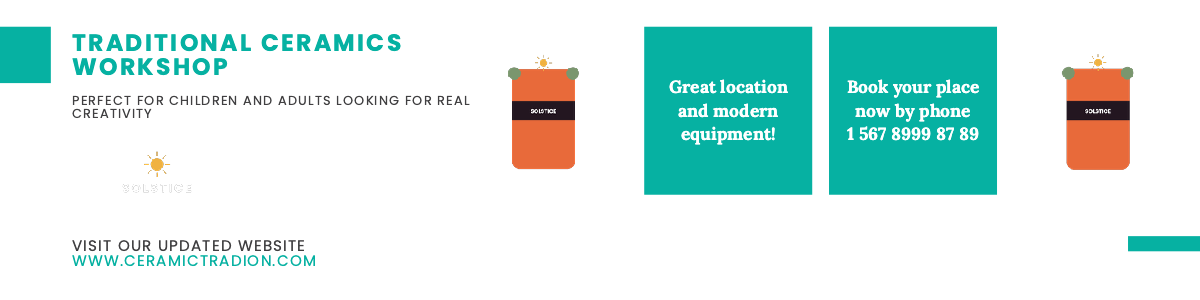 TRADITIONAL CERAMICS
WORKSHOP
PERFECT FOR CHILDREN AND ADULTS LOOKING FOR REAL
CREATIVITY
SOLSTICE
VISIT OUR UPDATED WEBSITE
WWW.CERAMICTRADION.COM
SOLSTICE
Great location
and modern
equipment!
Book your place
now by phone
1 567 8999 87 89
SOLSTICE